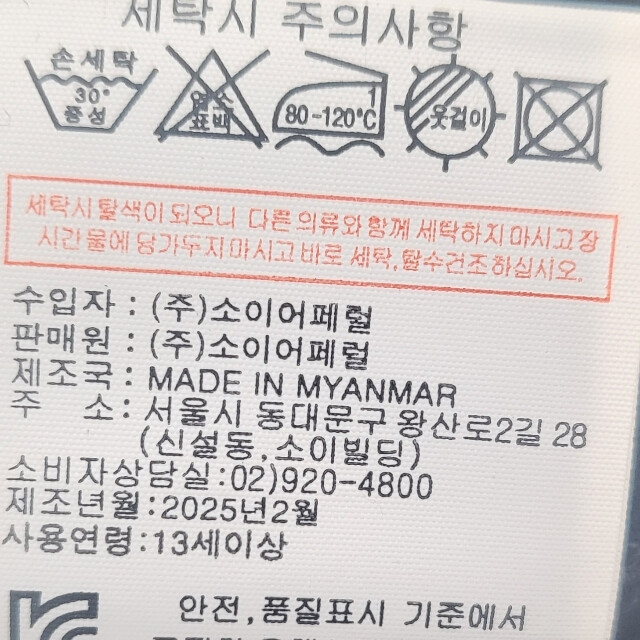 세탁시 주의사항
손세탁
30°
중성
염소
표백
1
80-120℃
옷걸이
세탁시 탈색이 되오니 다른 의류와 함께 세탁하지 마시고 장
시간 물에 담가두지 마시고 바로 세탁,탈수건조 하십시오.
수입자 : (주)소이어페럴
판매원 : (주)소이어페럴
제조국 : MADE IN MYANMAR
주 소 : 서울시 동대문구 왕산로2길 28
(신설동,소이빌딩)
소비자상담실:02)920-4800
제조년월:2025년2월
사용연령:13세이상
안전,품질표시 기준에서